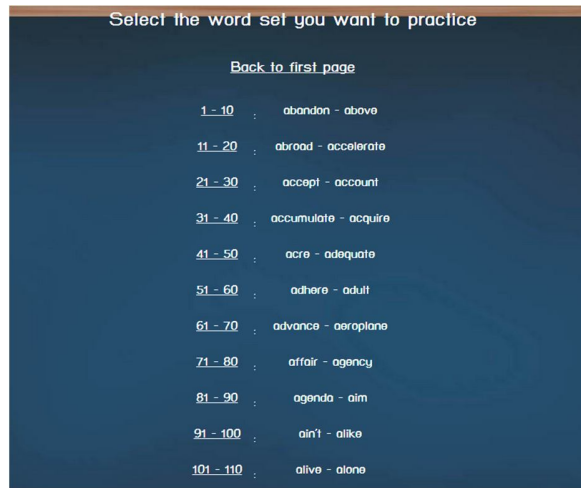 Select the word set you want to practice
Back to first page
1 - 10 : abandon - above
11 - 20 : abroad - accelerate
21 - 30 : accept - account
31 - 40 : accumulate - acquire
41 - 50 : acre - adequate
51 - 60 : adhere - adult
61 - 70 : advance - aeroplane
71 - 80 : affair - agency
81 - 90 : agenda - aim
91 - 100 : ain't - alike
101 - 110 : alive - alone